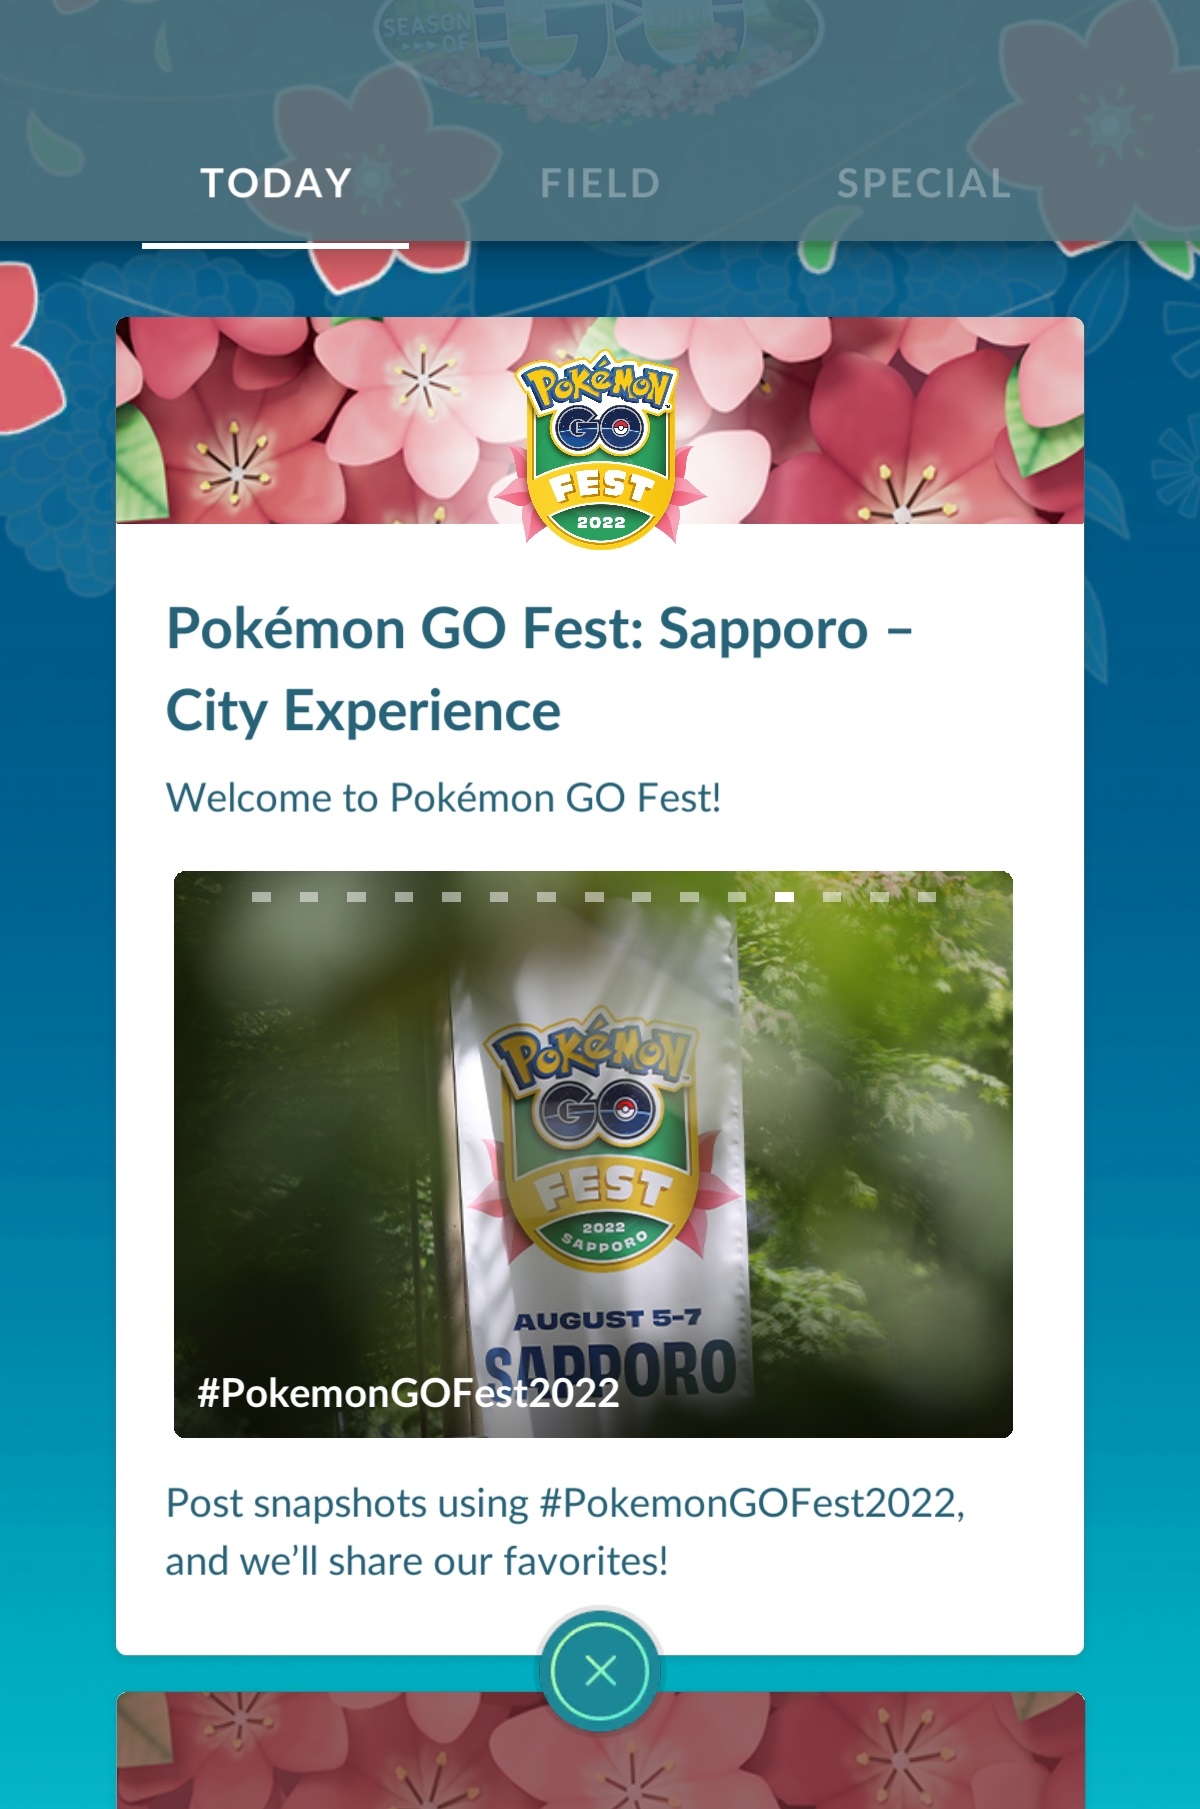 SEASON
OF
GO
TODAY
FIELD
SPECIAL
POKéMON
GO
FEST
2022
Pokémon GO Fest: Sapporo –
City Experience
Welcome to Pokémon GO Fest!
POKéMON
GO
FEST
2022
SAPPORO
AUGUST 5-7
SAPPORO
#PokemonGOFest2022
Post snapshots using #PokemonGOFest2022,
and we’ll share our favorites!